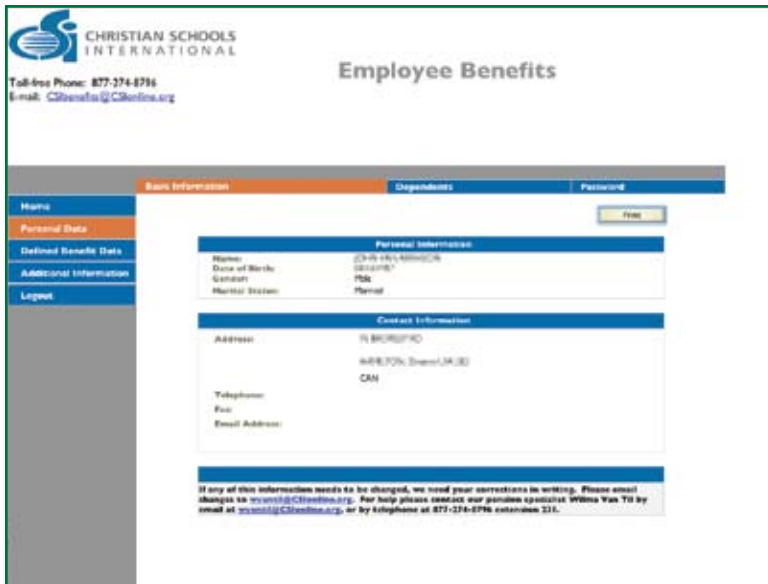 CHRISTIAN SCHOOLS
INTERNATIONAL
Employee Benefits
Toll-free Phone: 877-274-8796
E-mail: CSIbenefits@CSIonline.org
Basic Information Dependents Password
Home
Print
Personal Data
Defined Benefit Data
Additional Information
Logout
Personal Information
Name:
Date of Birth:
Gender: Male
Marital Status: Married
Contact Information
Address:
CAN
Telephone:
Fax:
Email Address:
If any of this information needs to be changed, we need your corrections in writing. Please email
changes to wvantil@CSIonline.org. For help please contact our pension specialist Wilma Van Til by
email at wvantil@CSIonline.org, or by telephone at 877-274-8796 extension